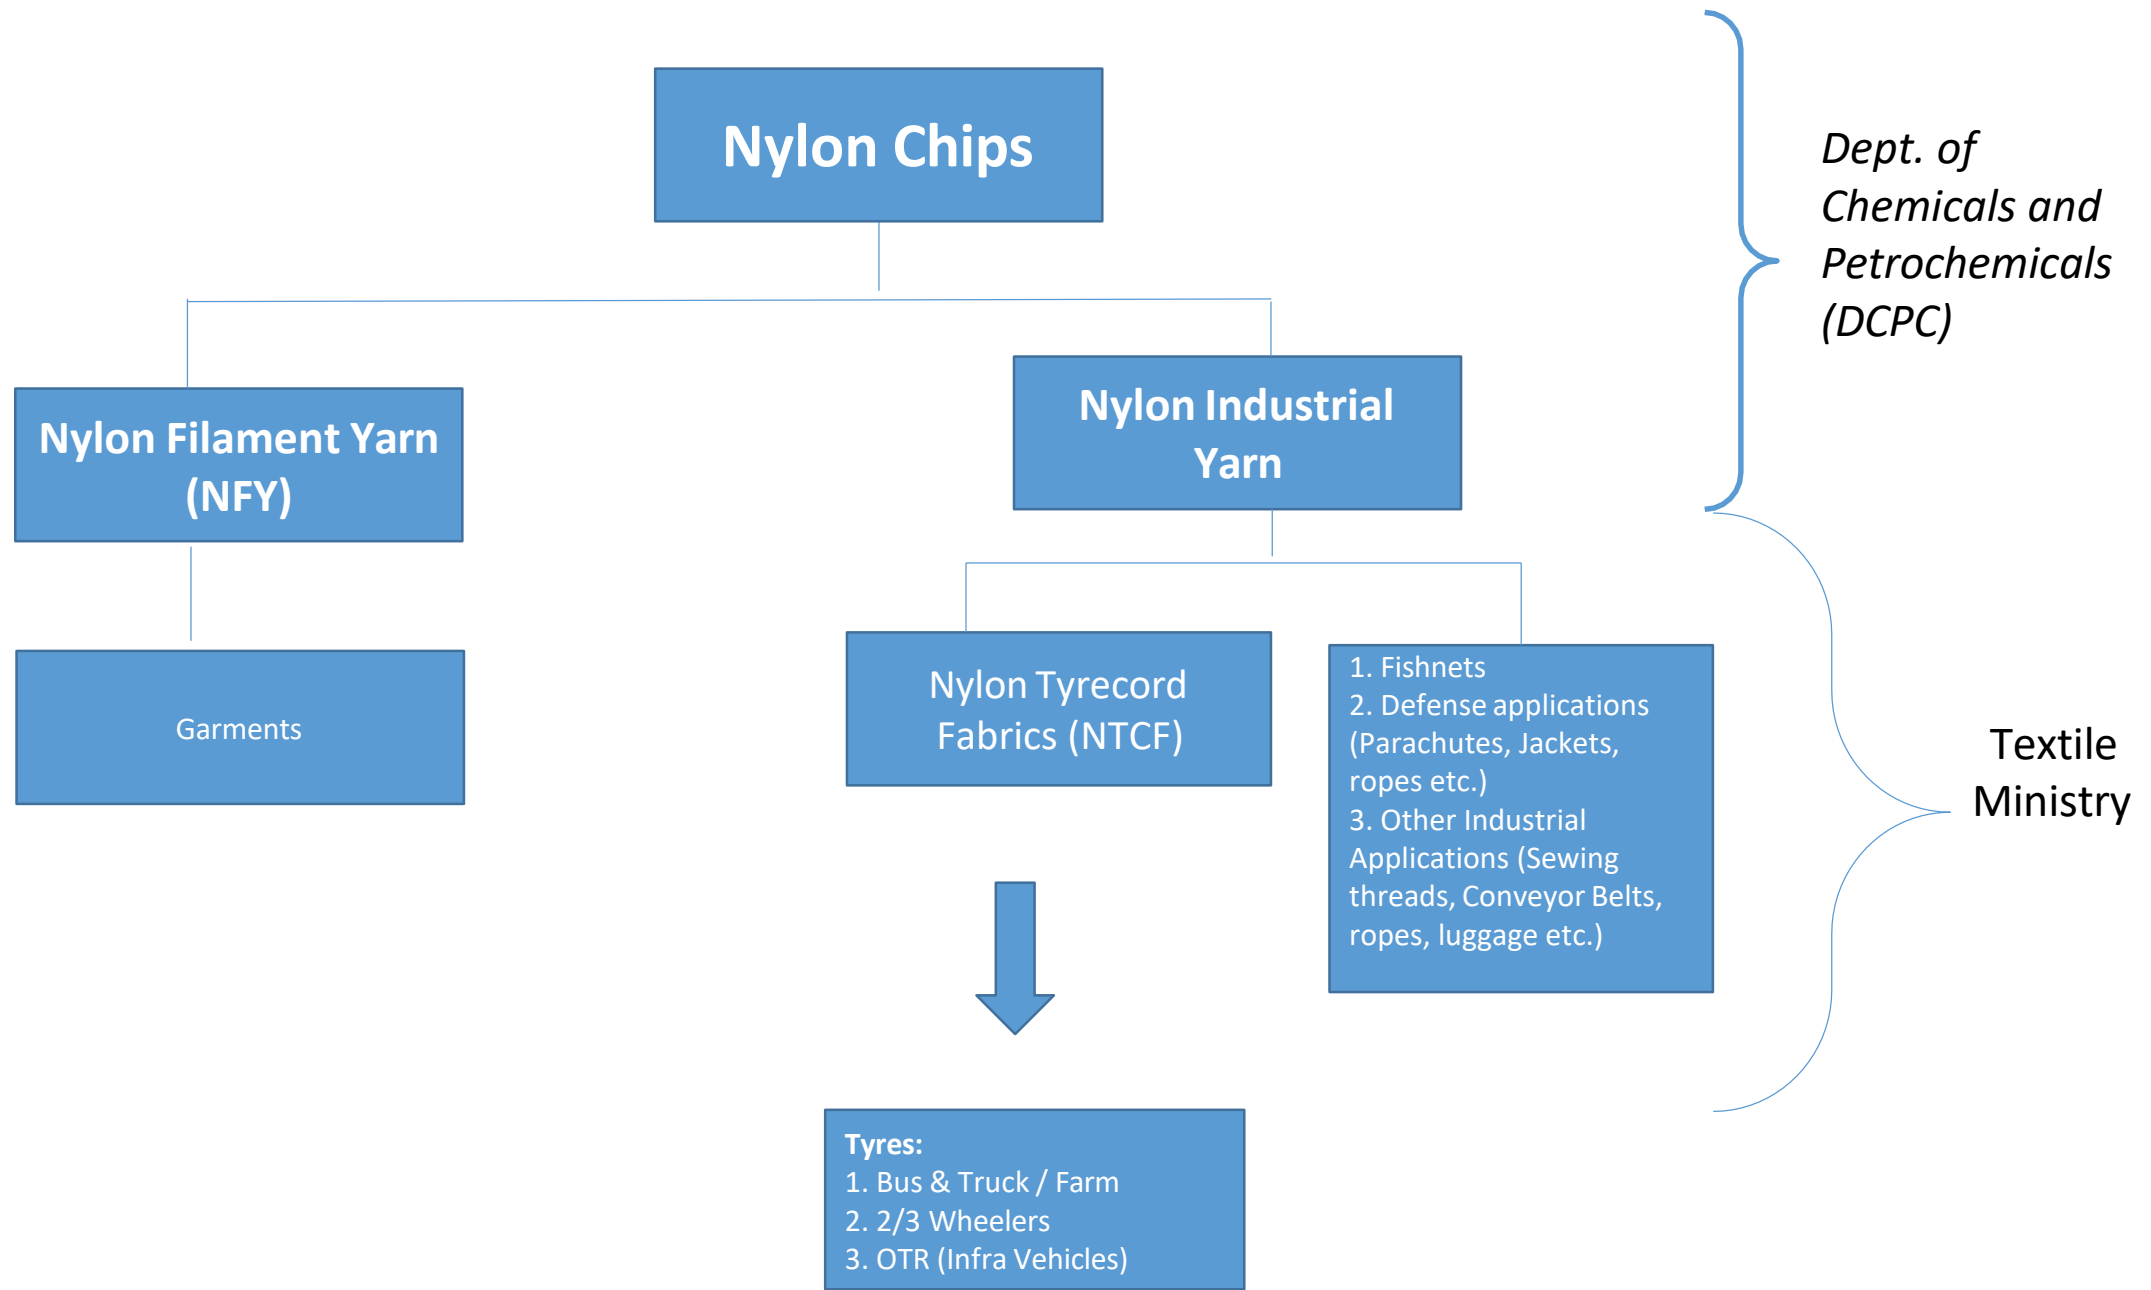 Nylon Chips
Dept. of
Chemicals and
Petrochemicals
(DCPC)
Nylon Filament Yarn
(NFY)
Nylon Industrial
Yarn
Garments
Nylon Tyrecord
Fabrics (NTCF)
1. Fishnets
2. Defense applications
(Parachutes, Jackets,
ropes etc.)
3. Other Industrial
Applications (Sewing
threads, Conveyor Belts,
ropes, luggage etc.)
Textile
Ministry
Tyres:
1. Bus & Truck / Farm
2. 2/3 Wheelers
3. OTR (Infra Vehicles)